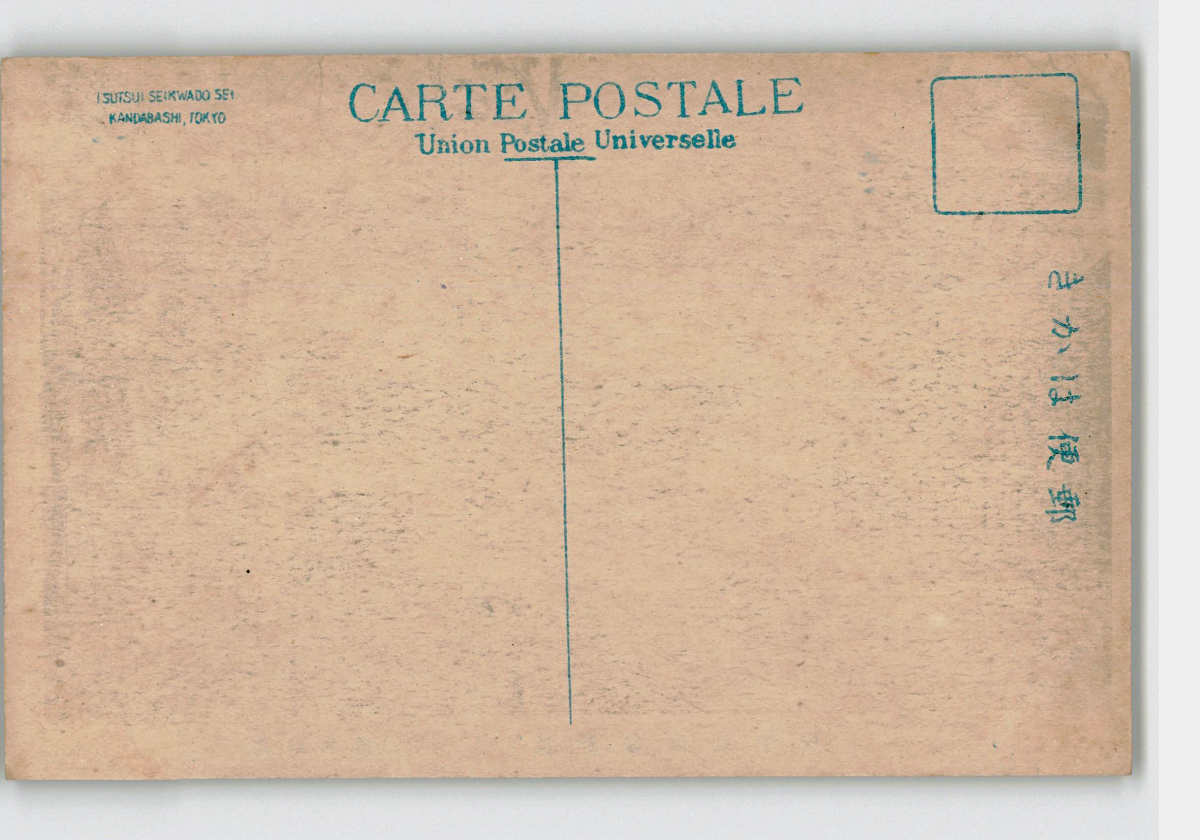 TSUTSUI SEIKWADO SEI
KANDABASHI, TOKYO
CARTE POSTALE
Union Postale Universelle
きかは便郵